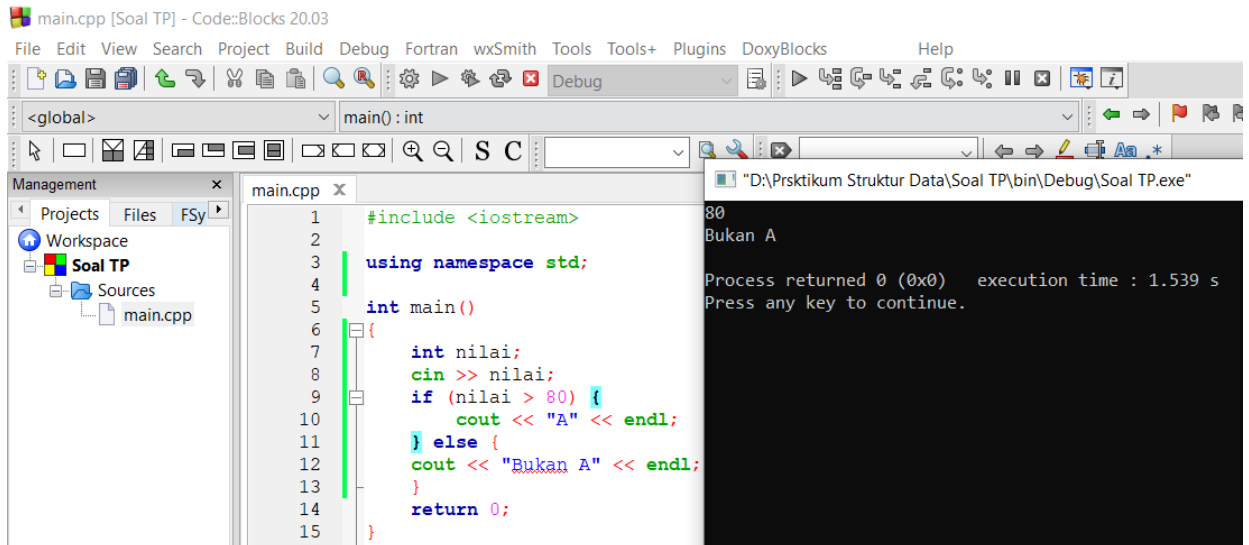 main.cpp [Soal TP] - Code::Blocks 20.03
File Edit View Search Project Build Debug Fortran wxSmith Tools Tools+ Plugins DoxyBlocks Help
Debug
<global>
main() : int
S C
Management
Projects Files FSy
Workspace
Soal TP
Sources
main.cpp
main.cpp
1 #include <iostream>
2
3 using namespace std;
4
5 int main()
6 {
7 int nilai;
8 cin >> nilai;
9 if (nilai > 80) {
10 cout << "A" << endl;
11 } else {
12 cout << "Bukan A" << endl;
13 }
14 return 0;
15 }
"D:\Prsktikum Struktur Data\Soal TP\bin\Debug\Soal TP.exe"
80
Bukan A
Process returned 0 (0x0) execution time : 1.539 s
Press any key to continue.